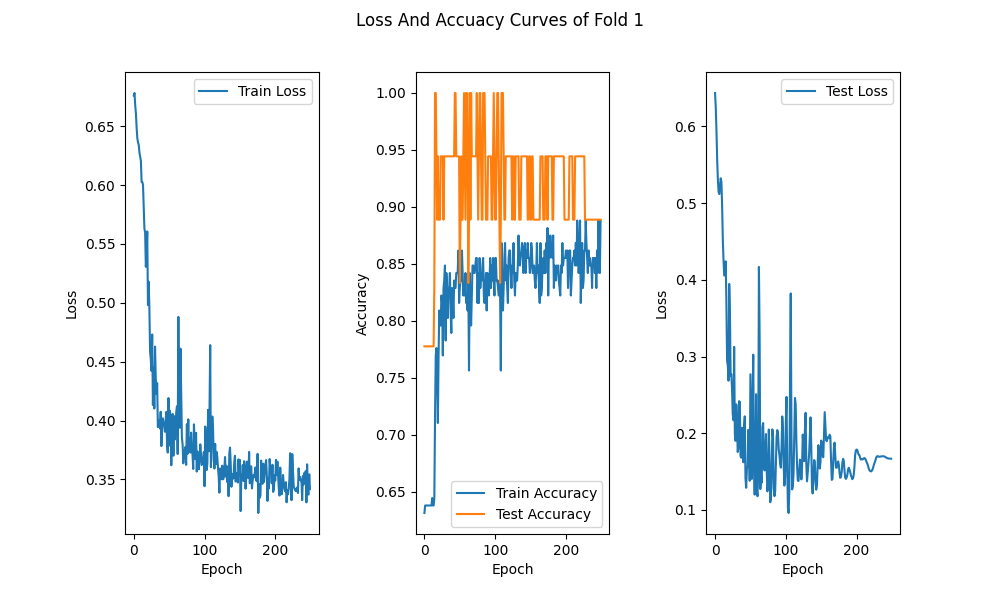 Loss And Accuacy Curves of Fold 1
Train Loss
0.65
0.60
0.55
0.50
0.45
0.40
0.35
Loss
0
100
200
Epoch
1.00
0.95
0.90
0.85
0.80
0.75
0.70
0.65
Accuracy
Train Accuracy
Test Accuracy
0
100
200
Epoch
Test Loss
0.6
0.5
0.4
0.3
0.2
0.1
Loss
0
100
200
Epoch